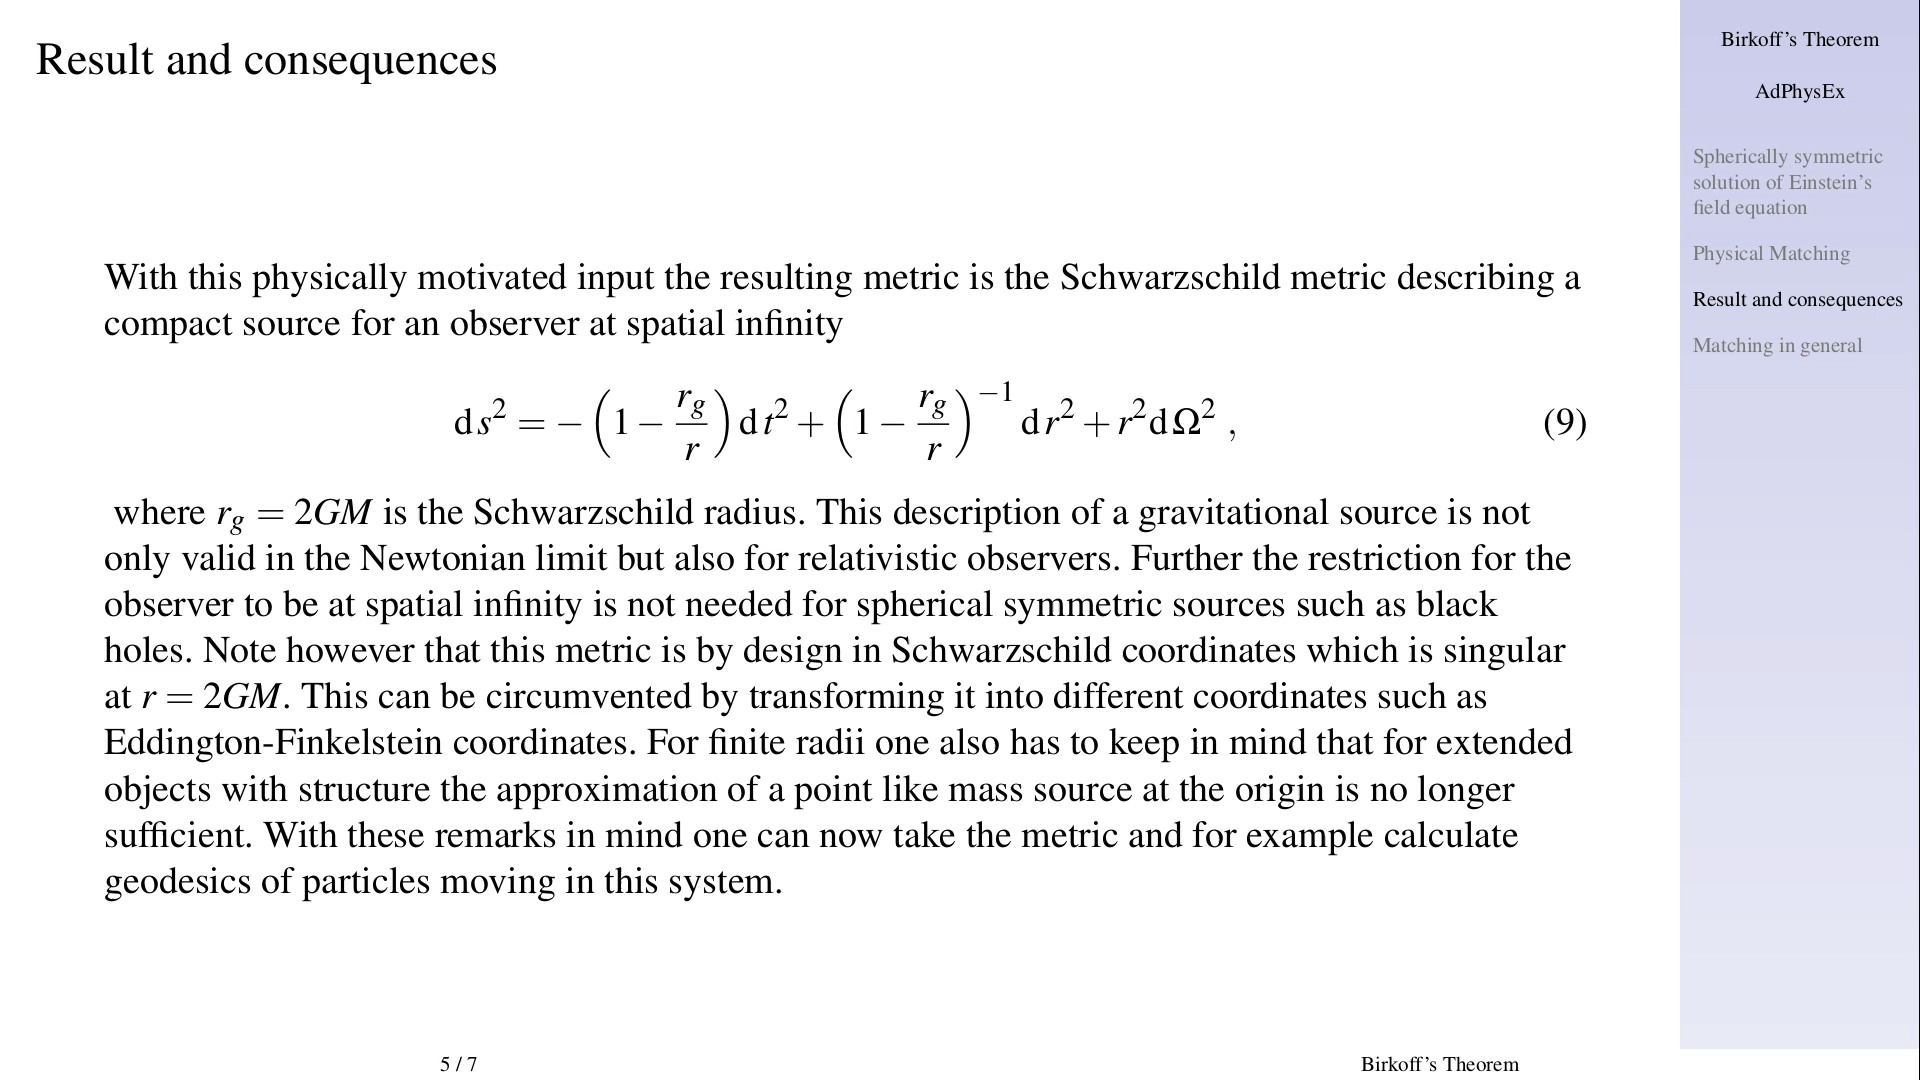 Result and consequences
With this physically motivated input the resulting metric is the Schwarzschild metric describing a
compact source for an observer at spatial infinity
ds² = −(1 − r_g/r) dt² + (1 − r_g/r)⁻¹ dr² + r²dΩ² , (9)
where r_g = 2GM is the Schwarzschild radius. This description of a gravitational source is not
only valid in the Newtonian limit but also for relativistic observers. Further the restriction for the
observer to be at spatial infinity is not needed for spherical symmetric sources such as black
holes. Note however that this metric is by design in Schwarzschild coordinates which is singular
at r = 2GM. This can be circumvented by transforming it into different coordinates such as
Eddington-Finkelstein coordinates. For finite radii one also has to keep in mind that for extended
objects with structure the approximation of a point like mass source at the origin is no longer
sufficient. With these remarks in mind one can now take the metric and for example calculate
geodesics of particles moving in this system.
5 / 7
Birkoff's Theorem
Birkoff's Theorem
AdPhysEx
Spherically symmetric
solution of Einstein's
field equation
Physical Matching
Result and consequences
Matching in general